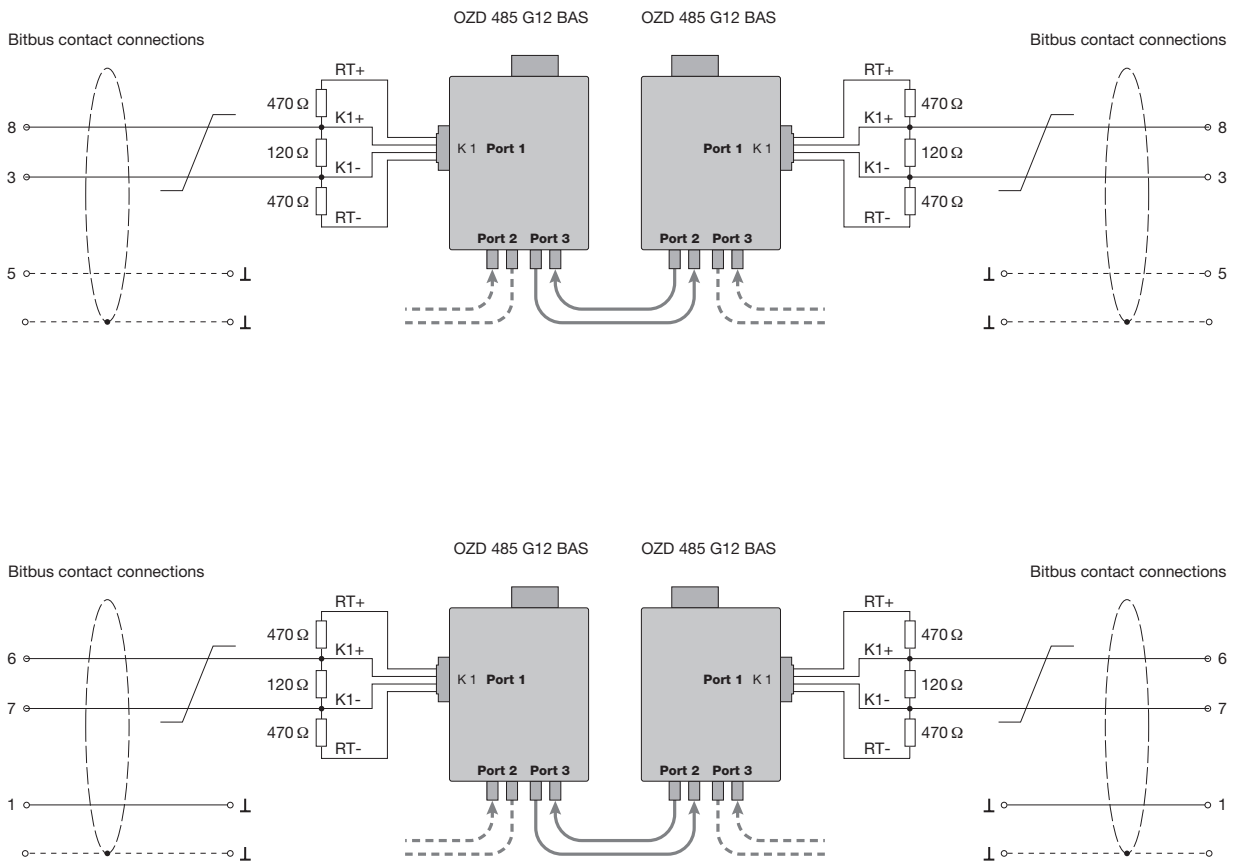 OZD 485 G12 BAS OZD 485 G12 BAS
Bitbus contact connections Bitbus contact connections
RT+ RT+
470 Ω 470 Ω
8 K1+ K1+ 8
120 Ω K 1 Port 1 Port 1 K 1 120 Ω
3 K1- K1- 3
470 Ω 470 Ω
RT- RT-
Port 2 Port 3 Port 2 Port 3
5 ⊥ ⊥ 5
⊥ ⊥
OZD 485 G12 BAS OZD 485 G12 BAS
Bitbus contact connections Bitbus contact connections
RT+ RT+
470 Ω 470 Ω
6 K1+ K1+ 6
120 Ω K 1 Port 1 Port 1 K 1 120 Ω
7 K1- K1- 7
470 Ω 470 Ω
RT- RT-
Port 2 Port 3 Port 2 Port 3
1 ⊥ ⊥ 1
⊥ ⊥